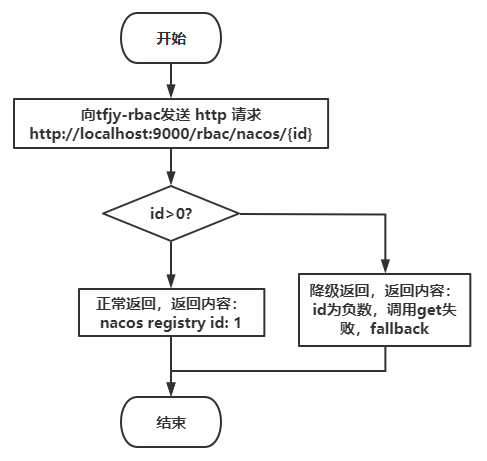 开始
向tfjy-rbac发送 http 请求
http://localhost:9000/rbac/nacos/{id}
id>0?
正常返回，返回内容：
nacos registry id: 1
降级返回，返回内容：
id为负数，调用get失
败，fallback
结束